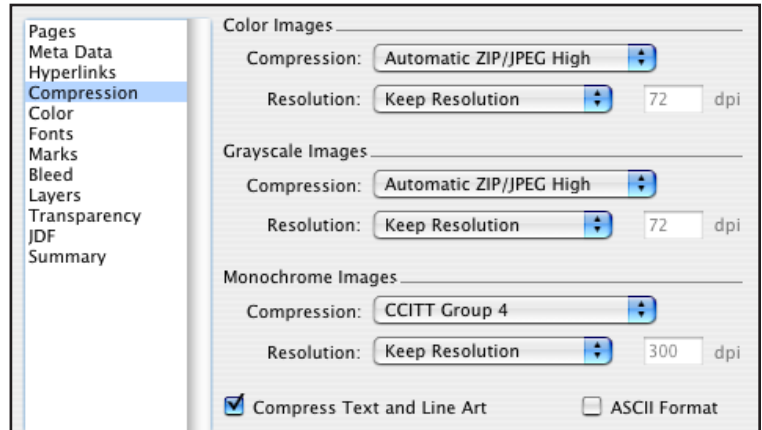 Pages
Meta Data
Hyperlinks
Compression
Color
Fonts
Marks
Bleed
Layers
Transparency
JDF
Summary
Color Images
Compression: Automatic ZIP/JPEG High
Resolution: Keep Resolution 72 dpi
Grayscale Images
Compression: Automatic ZIP/JPEG High
Resolution: Keep Resolution 72 dpi
Monochrome Images
Compression: CCITT Group 4
Resolution: Keep Resolution 300 dpi
Compress Text and Line Art ASCII Format